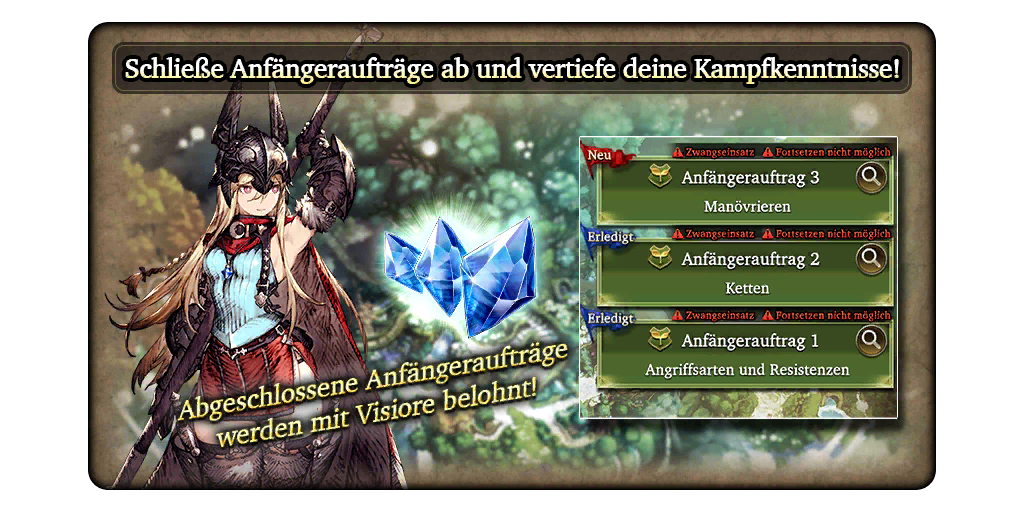 Schließe Anfängeraufträge ab und vertiefe deine Kampfkenntnisse!
Neu
Zwangseinsatz Fortsetzen nicht möglich
Anfängerauftrag 3
Manövrieren
Erledigt
Zwangseinsatz Fortsetzen nicht möglich
Anfängerauftrag 2
Ketten
Erledigt
Zwangseinsatz Fortsetzen nicht möglich
Anfängerauftrag 1
Angriffsarten und Resistenzen
Abgeschlossene Anfängeraufträge
werden mit Visiore belohnt!